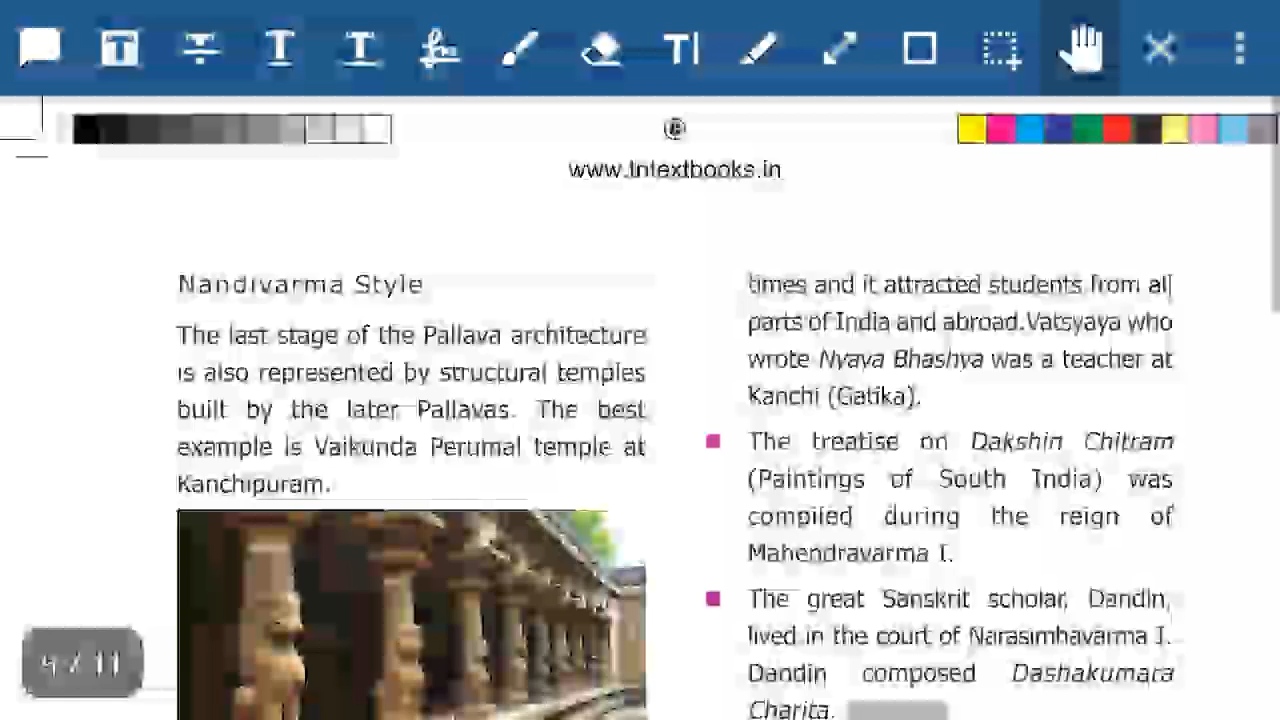 www.tntextbooks.in
Nandivarma Style
The last stage of the Pallava architecture
is also represented by structural temples
built by the later Pallavas. The best
example is Vaikunda Perumal temple at
Kanchipuram.
times and it attracted students from all
parts of India and abroad.Vatsyaya who
wrote Nyaya Bhashya was a teacher at
Kanchi (Gatika).
The treatise on Dakshin Chitram
(Paintings of South India) was
compiled during the reign of
Mahendravarma I.
The great Sanskrit scholar, Dandin,
lived in the court of Narasimhavarma I.
Dandin composed Dashakumara
Charita.
9 / 11